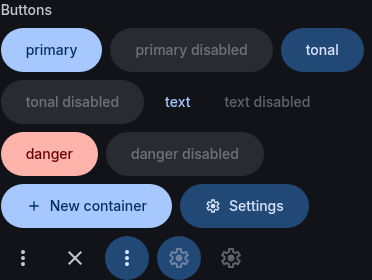 Buttons
primary primary disabled tonal
tonal disabled text text disabled
danger danger disabled
+ New container Settings